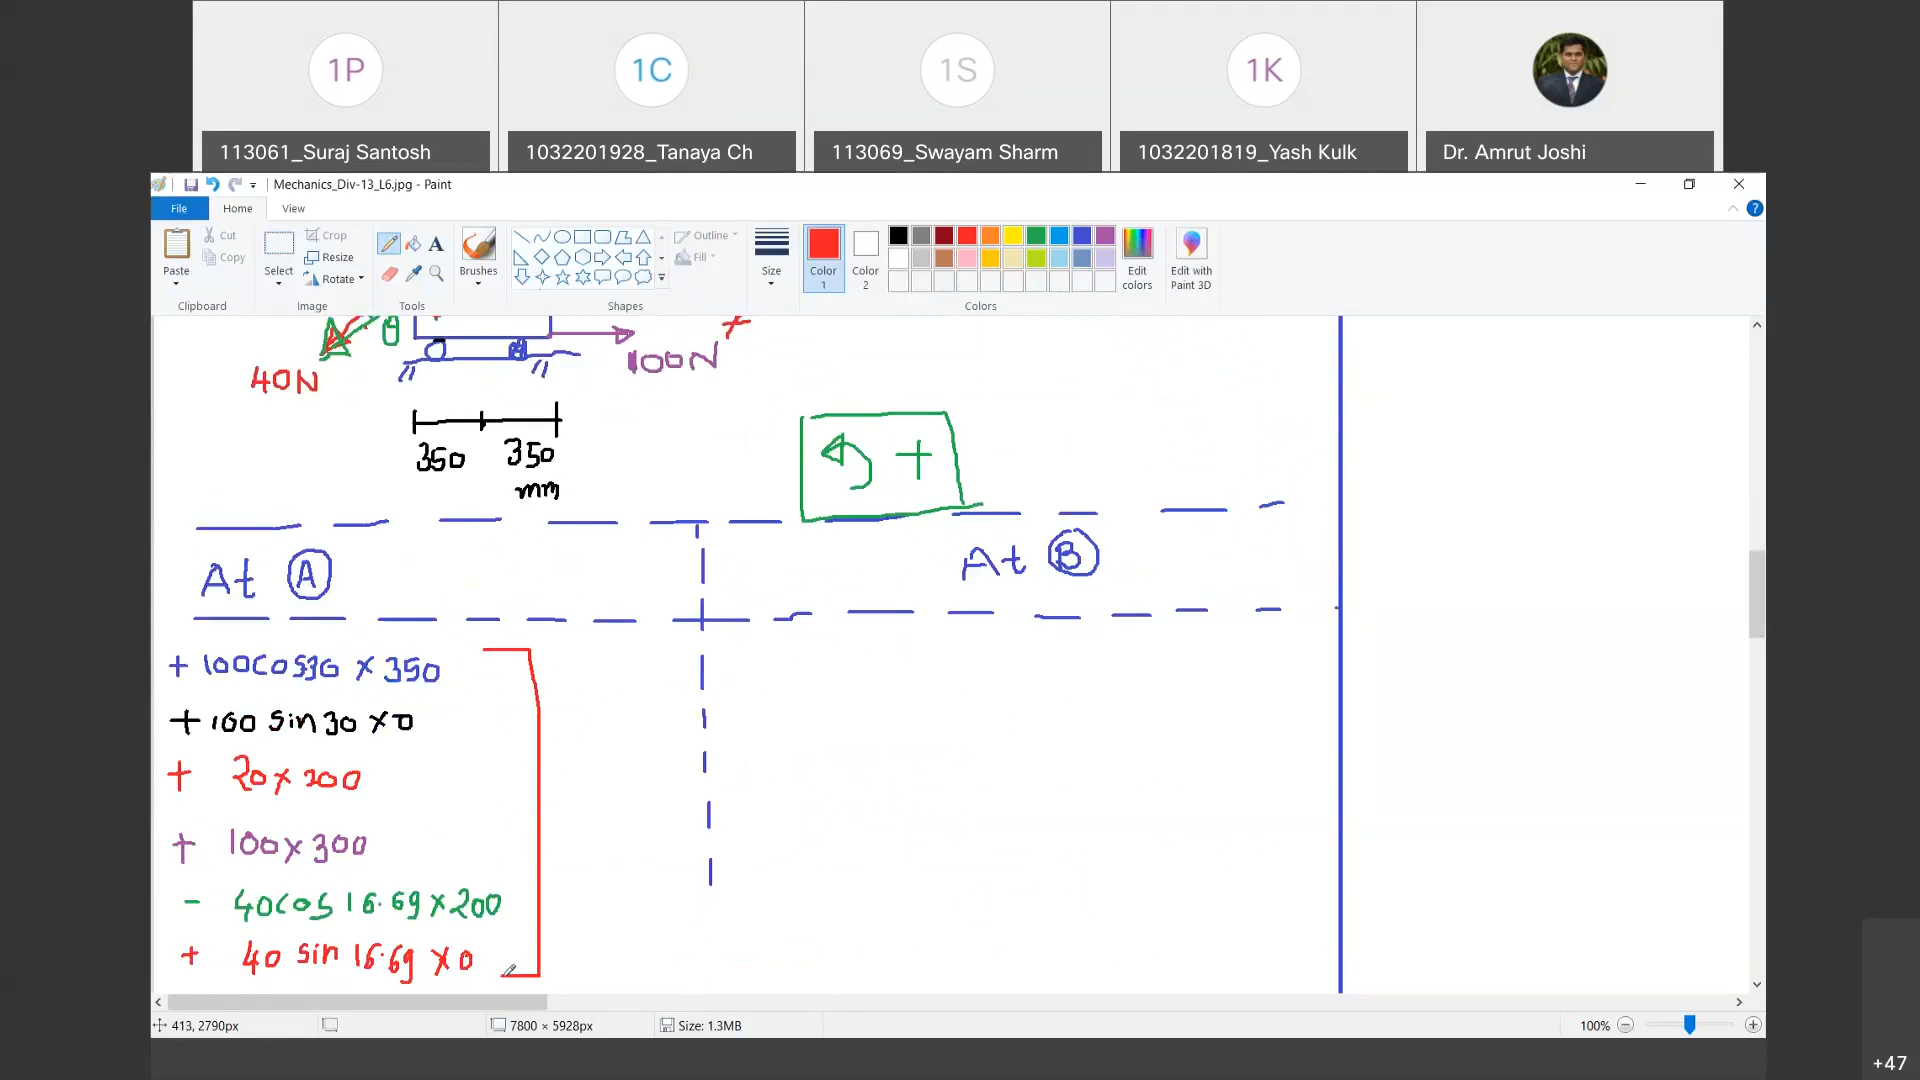 1P
1C
1S
1K
113061_Suraj Santosh
1032201928_Tanaya Ch
113069_Swayam Sharm
1032201819_Yash Kulk
Dr. Amrut Joshi
Mechanics_Div-13_L6.jpg - Paint
File
Home
View
Paste
Cut
Copy
Clipboard
Select
Crop
Resize
Rotate
Image
A
Tools
Brushes
Shapes
Outline
Fill
Size
Color 1
Color 2
Edit colors
Edit with Paint 3D
Colors
θ
40N
100N
350 350
mm
+
At A
At B
+ 100cos30 × 350
+ 100 sin 30 × 0
+ 20 × 200
+ 100 × 300
- 40cos 16.69 × 200
+ 40 sin 16.69 × 0
413, 2790px
7800 × 5928px
Size: 1.3MB
100%
+47